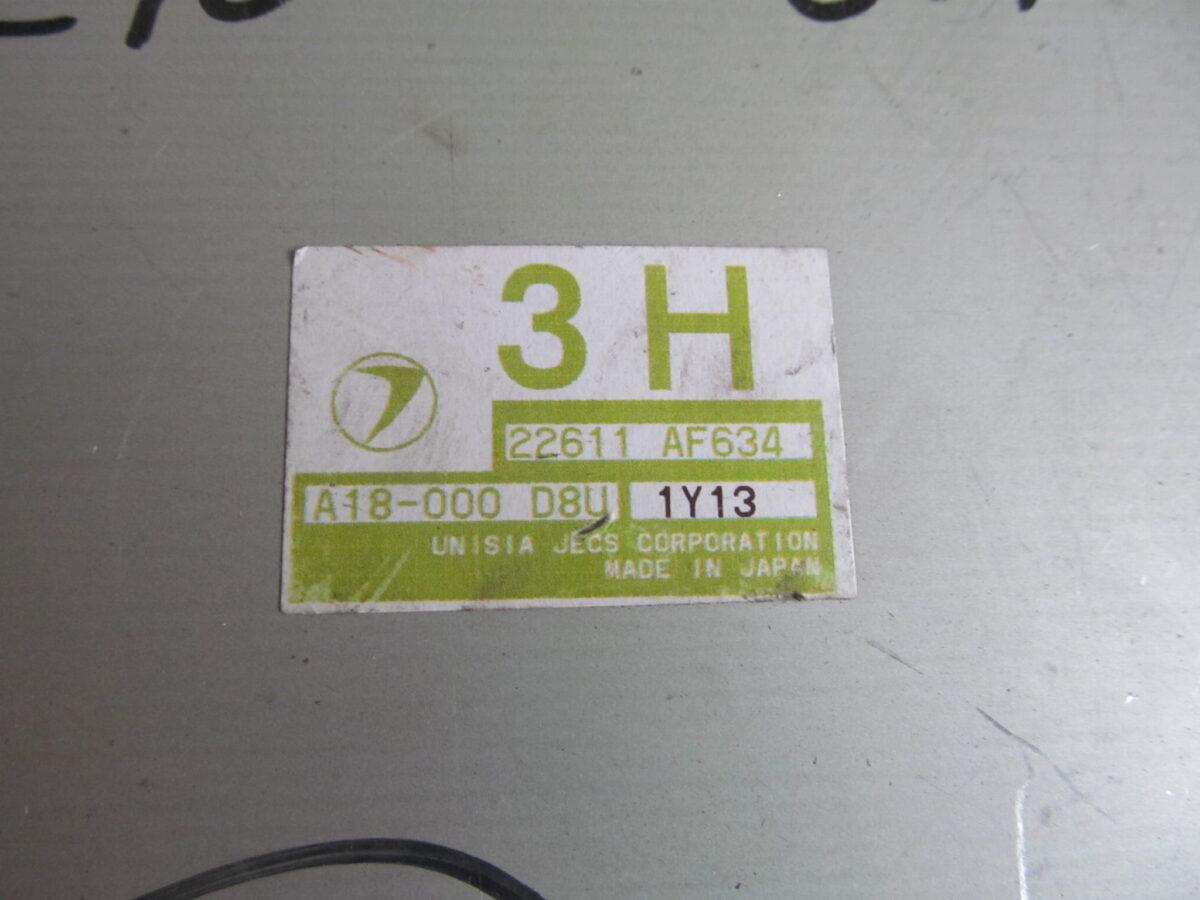 3H
22611 AF634
A18-000 D8U 1Y13
UNISIA JECS CORPORATION
MADE IN JAPAN